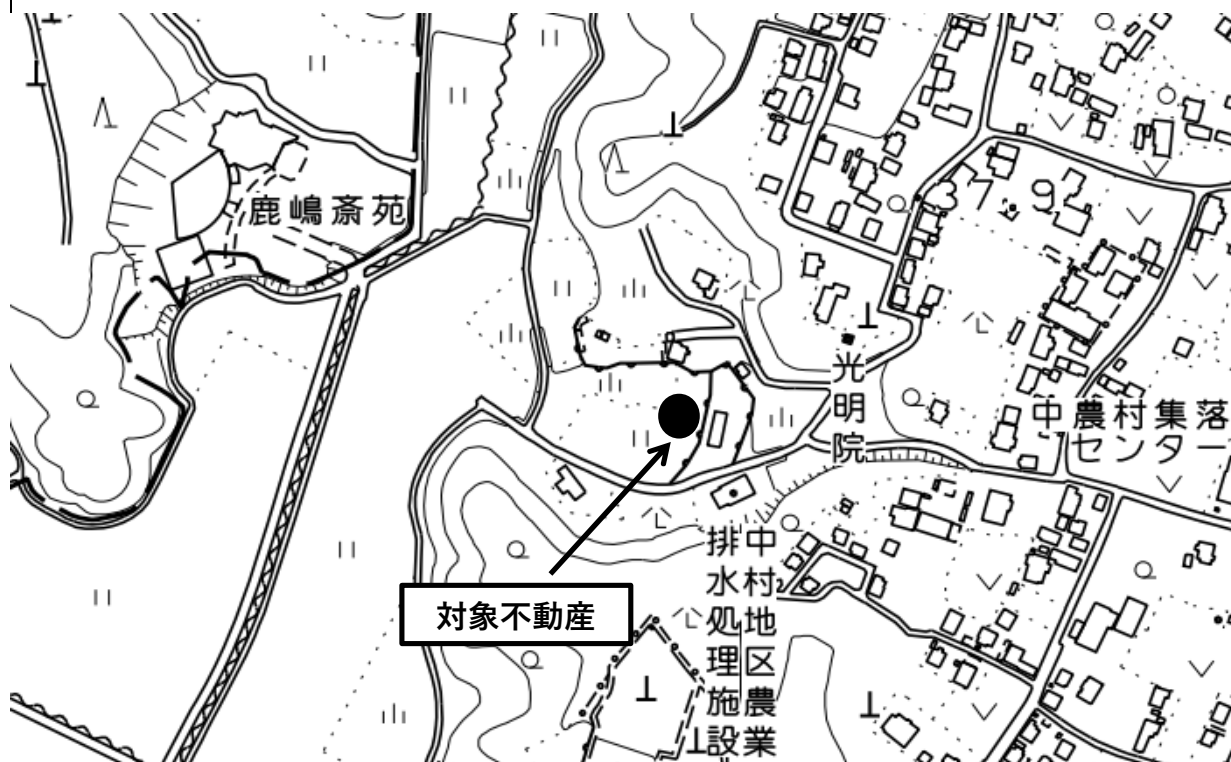 鹿嶋斎苑
光明院
中農村集落
センター
中村地区農業
排水処理施設
対象不動産